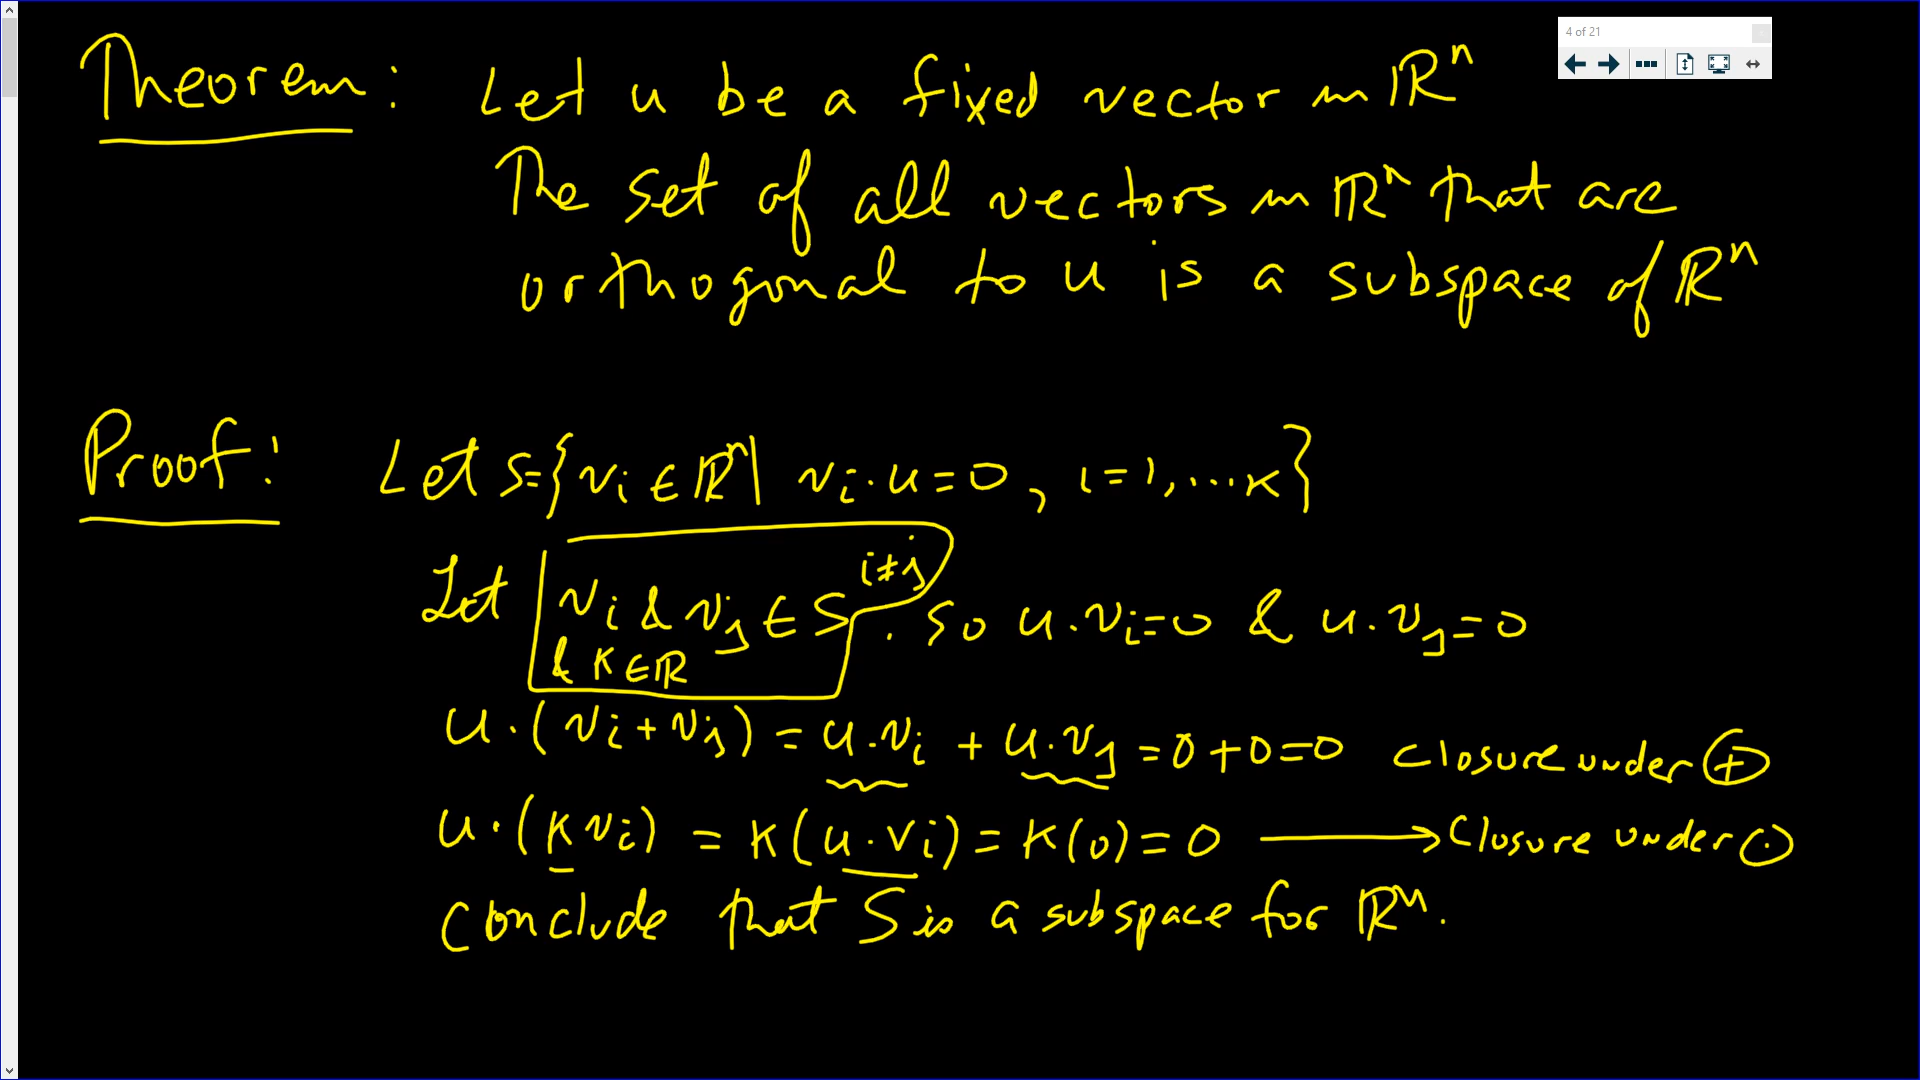 4 of 21
Theorem: Let u be a fixed vector in ℝⁿ
The set of all vectors in ℝⁿ that are
orthogonal to u is a subspace of ℝⁿ
Proof: Let S={vᵢ ∈ ℝⁿ| vᵢ·u=0, i=1,...k}
Let vᵢ & vⱼ ∈ S i≠j . So u·vᵢ=0 & u·vⱼ=0
& k∈ℝ
u·(vᵢ+vⱼ) = u·vᵢ + u·vⱼ = 0+0=0 closure under ⊕
u·(kvᵢ) = k(u·vᵢ) = k(0) = 0 ⟶ closure under ⊙
Conclude that S is a subspace for ℝⁿ.